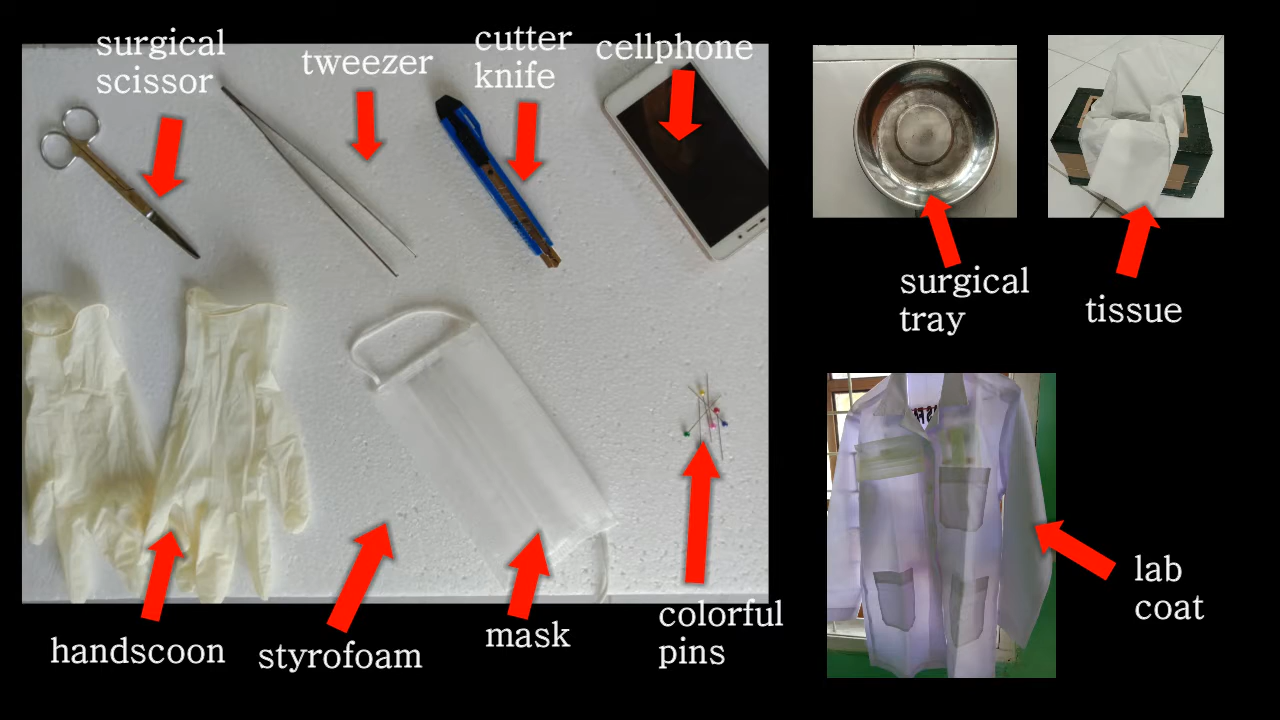 surgical
scissor
tweezer
cutter
knife
cellphone
surgical
tray
tissue
handscoon
styrofoam
mask
colorful
pins
lab
coat